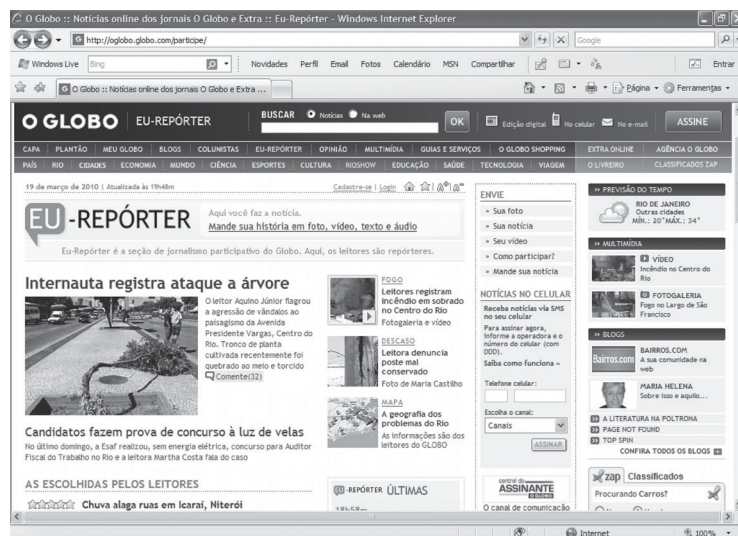 O Globo :: Notícias online dos jornais O Globo e Extra :: Eu-Repórter - Windows Internet Explorer
http://oglobo.globo.com/participe/
Google
Windows Live
Bing
Novidades Perfil Email Fotos Calendário MSN Compartilhar
Entrar
O Globo :: Notícias online dos jornais O Globo e Extra ...
Página
Ferramentas
O GLOBO EU-REPÓRTER
BUSCAR Notícias Na web
OK
Edição digital No celular No e-mail
ASSINE
CAPA PLANTÃO MEU GLOBO BLOGS COLUNISTAS EU-REPÓRTER OPINIÃO MULTIMÍDIA GUIAS E SERVIÇOS O GLOBO SHOPPING EXTRA ONLINE AGÊNCIA O GLOBO
PAÍS RIO CIDADES ECONOMIA MUNDO CIÊNCIA ESPORTES CULTURA RIOSHOW EDUCAÇÃO SAÚDE TECNOLOGIA VIAGEM O LIVREIRO CLASSIFICADOS ZAP
19 de março de 2010 | Atualizada às 19h48m
Cadastre-se | Login
EU-REPÓRTER
Aqui você faz a notícia.
Mande sua história em foto, vídeo, texto e áudio
Eu-Repórter é a seção de jornalismo participativo do Globo. Aqui, os leitores são repórteres.
Internauta registra ataque a árvore
O leitor Aquino Júnior flagrou
a agressão de vândalos ao
paisagismo da Avenida
Presidente Vargas, Centro do
Rio. Tronco de planta
cultivada recentemente foi
quebrado ao meio e torcido
Comente(32)
Candidatos fazem prova de concurso à luz de velas
No último domingo, a Esaf realizou, sem energia elétrica, concurso para Auditor
Fiscal do Trabalho no Rio e a leitora Martha Costa fala do caso
AS ESCOLHIDAS PELOS LEITORES
Chuva alaga ruas em Icaraí, Niterói
FOGO
Leitores registram
incêndio em sobrado
no Centro do Rio
Fotogaleria e vídeo
DESCASO
Leitora denuncia
poste mal
conservado
Foto de Maria Castilho
MAPA
A geografia dos
problemas do Rio
As informações são dos
leitores do GLOBO
EU-REPÓRTER ÚLTIMAS
18h58m
ENVIE
» Sua foto
» Sua notícia
» Seu vídeo
» Como participar?
» Mande sua notícia
NOTÍCIAS NO CELULAR
Receba notícias via SMS
no seu celular
Para assinar agora,
informe a operadora e o
número do celular (com
DDD).
Saiba como funciona »
Telefone celular:
Escolha o canal:
Canais
ASSINAR
central do
ASSINANTE
O GLOBO
O canal de comunicação
» PREVISÃO DO TEMPO
RIO DE JANEIRO
Outras cidades
MÍN.: 20° MÁX.: 34°
» MULTIMÍDIA
VÍDEO
Incêndio no Centro do
Rio
FOTOGALERIA
Fogo no Largo de São
Francisco
» BLOGS
Bairros.com
BAIRROS.COM
A sua comunidade na
web
MARIA HELENA
Sobre isso e aquilo...
A LITERATURA NA POLTRONA
PAGE NOT FOUND
TOP SPIN
CONFIRA TODOS OS BLOGS
zap Classificados
Procurando Carros?
Internet
100%